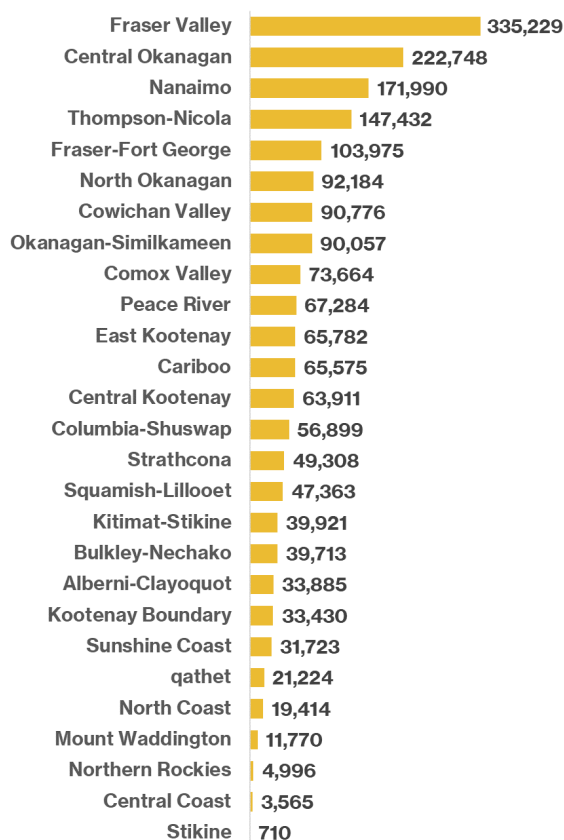 Fraser Valley 335,229
Central Okanagan 222,748
Nanaimo 171,990
Thompson-Nicola 147,432
Fraser-Fort George 103,975
North Okanagan 92,184
Cowichan Valley 90,776
Okanagan-Similkameen 90,057
Comox Valley 73,664
Peace River 67,284
East Kootenay 65,782
Cariboo 65,575
Central Kootenay 63,911
Columbia-Shuswap 56,899
Strathcona 49,308
Squamish-Lillooet 47,363
Kitimat-Stikine 39,921
Bulkley-Nechako 39,713
Alberni-Clayoquot 33,885
Kootenay Boundary 33,430
Sunshine Coast 31,723
qathet 21,224
North Coast 19,414
Mount Waddington 11,770
Northern Rockies 4,996
Central Coast 3,565
Stikine 710